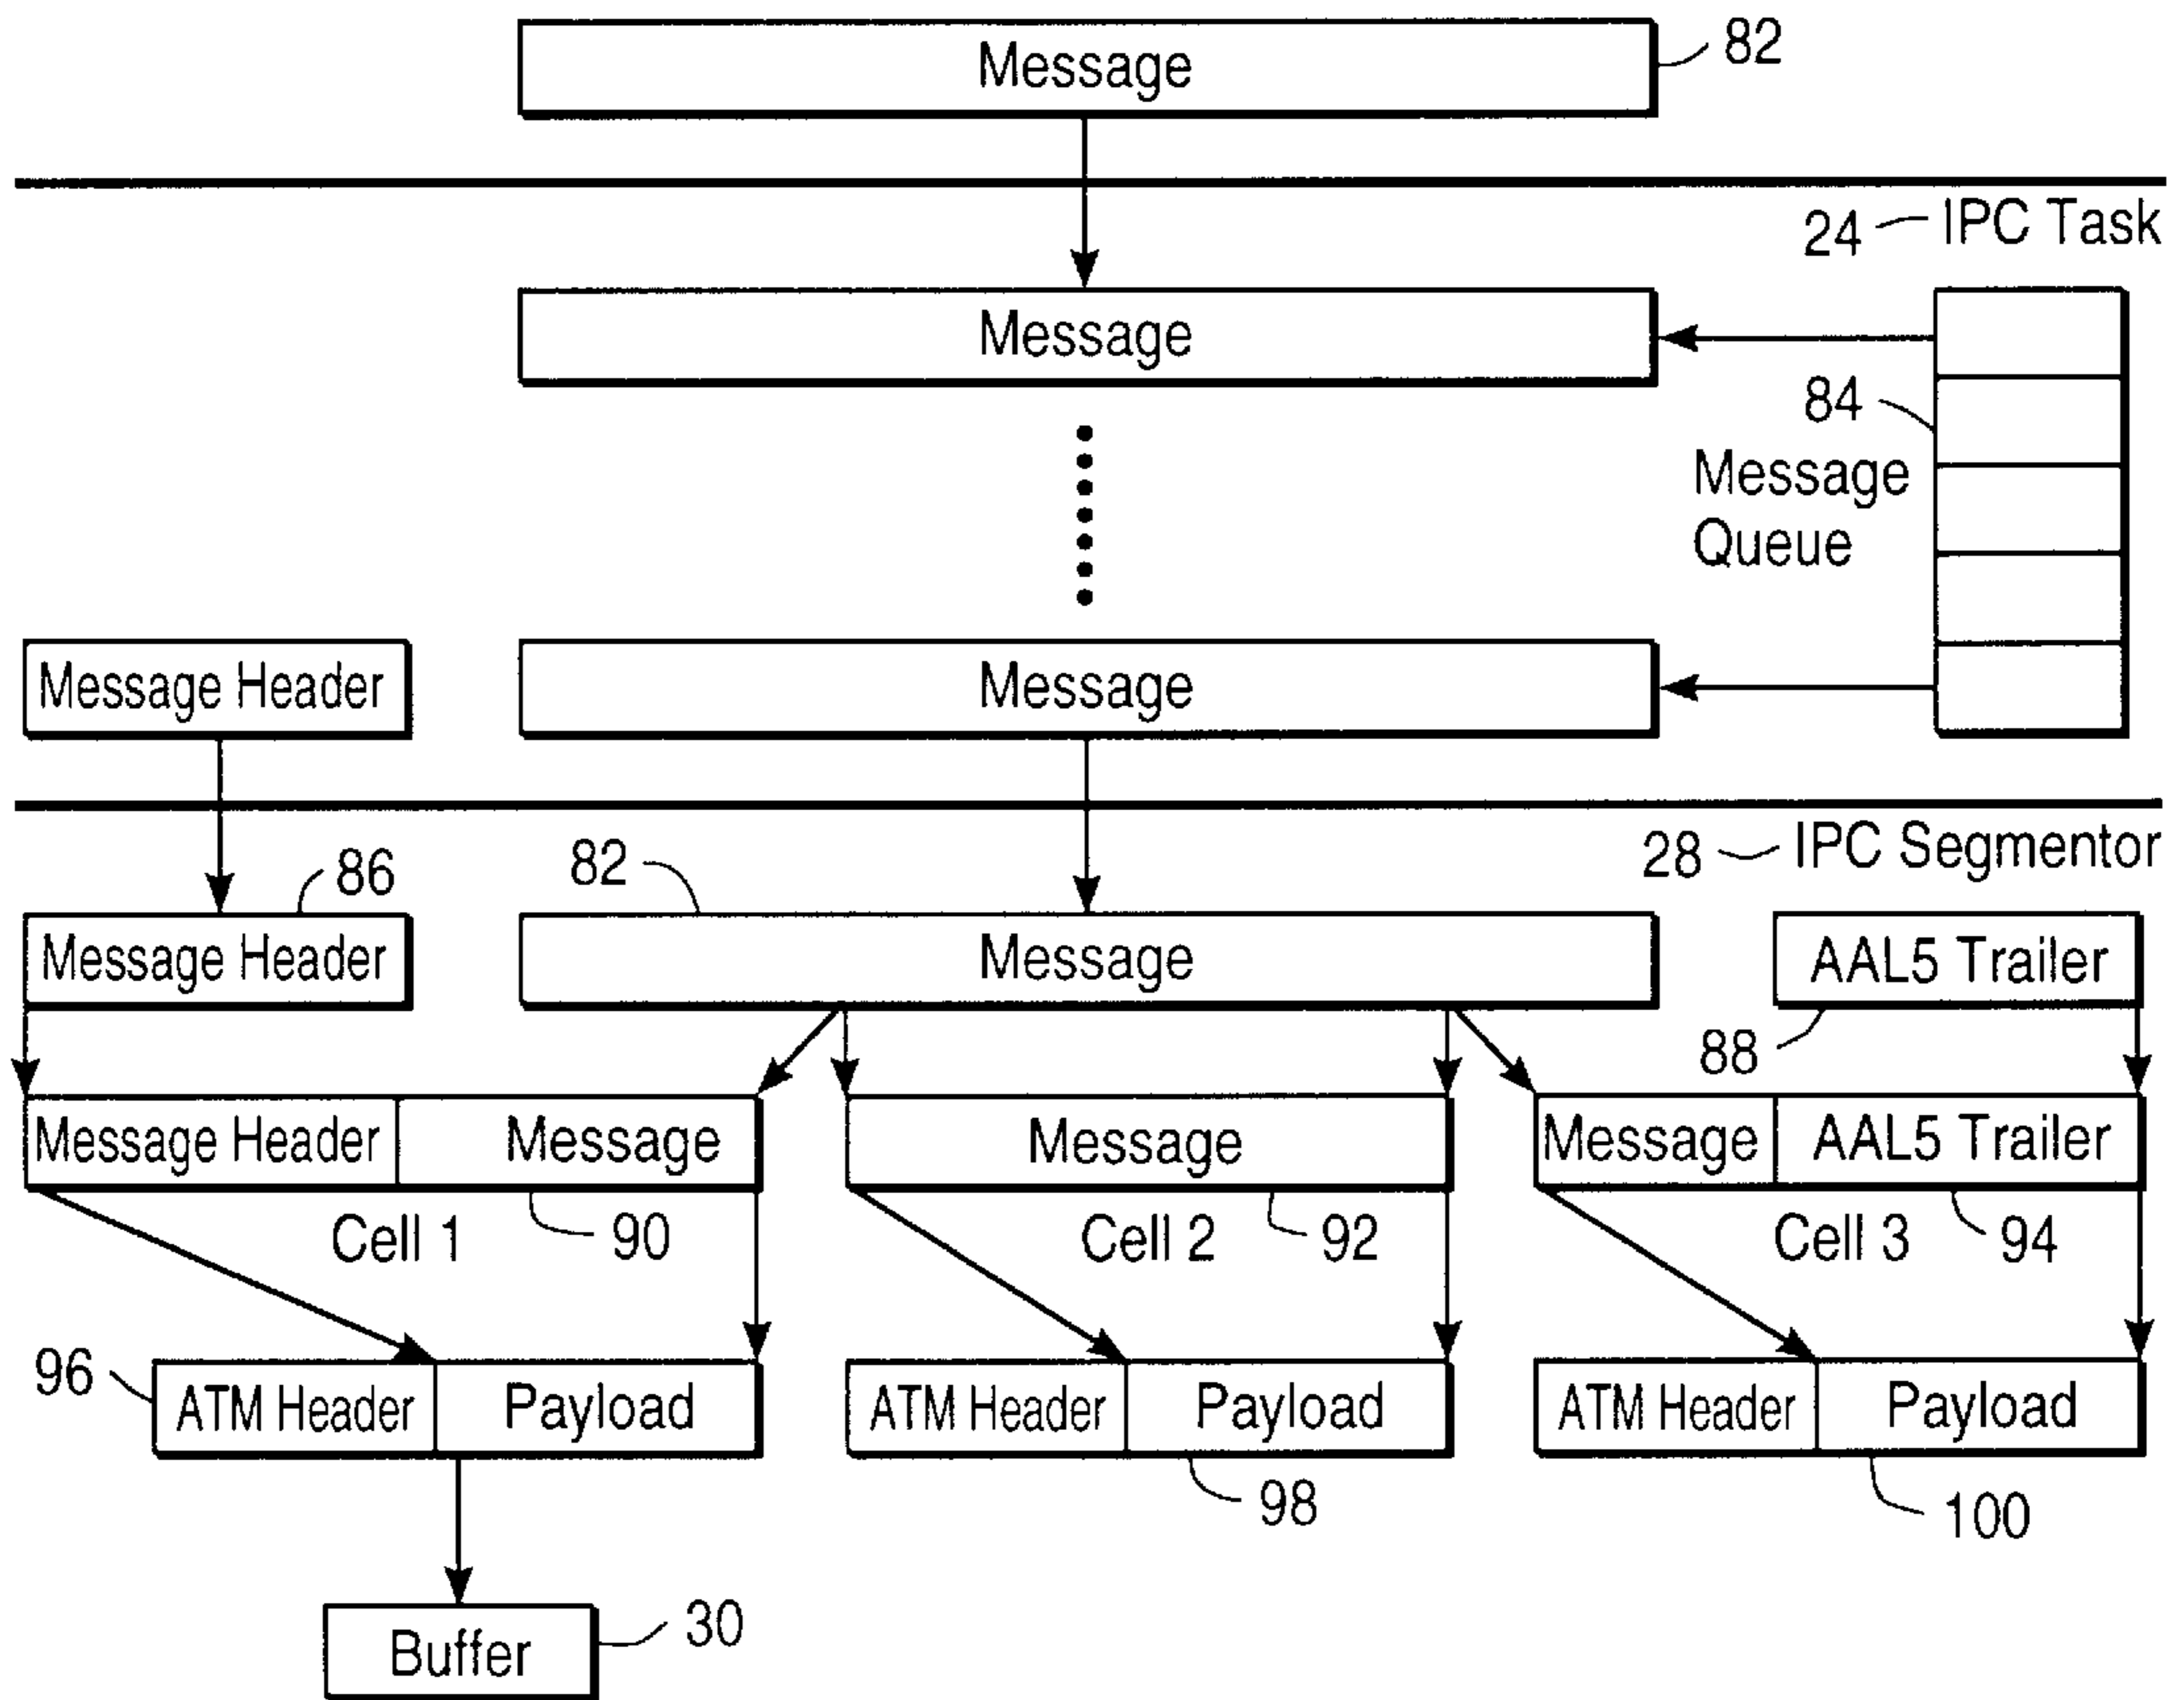 Message
82
24
IPC Task
Message
84
Message
Queue
Message Header
Message
28
IPC Segmentor
86
82
Message Header
Message
AAL5 Trailer
88
Message Header
Message
Message
Message
AAL5 Trailer
Cell 1
90
Cell 2
92
Cell 3
94
96
ATM Header
Payload
ATM Header
Payload
ATM Header
Payload
98
100
Buffer
30